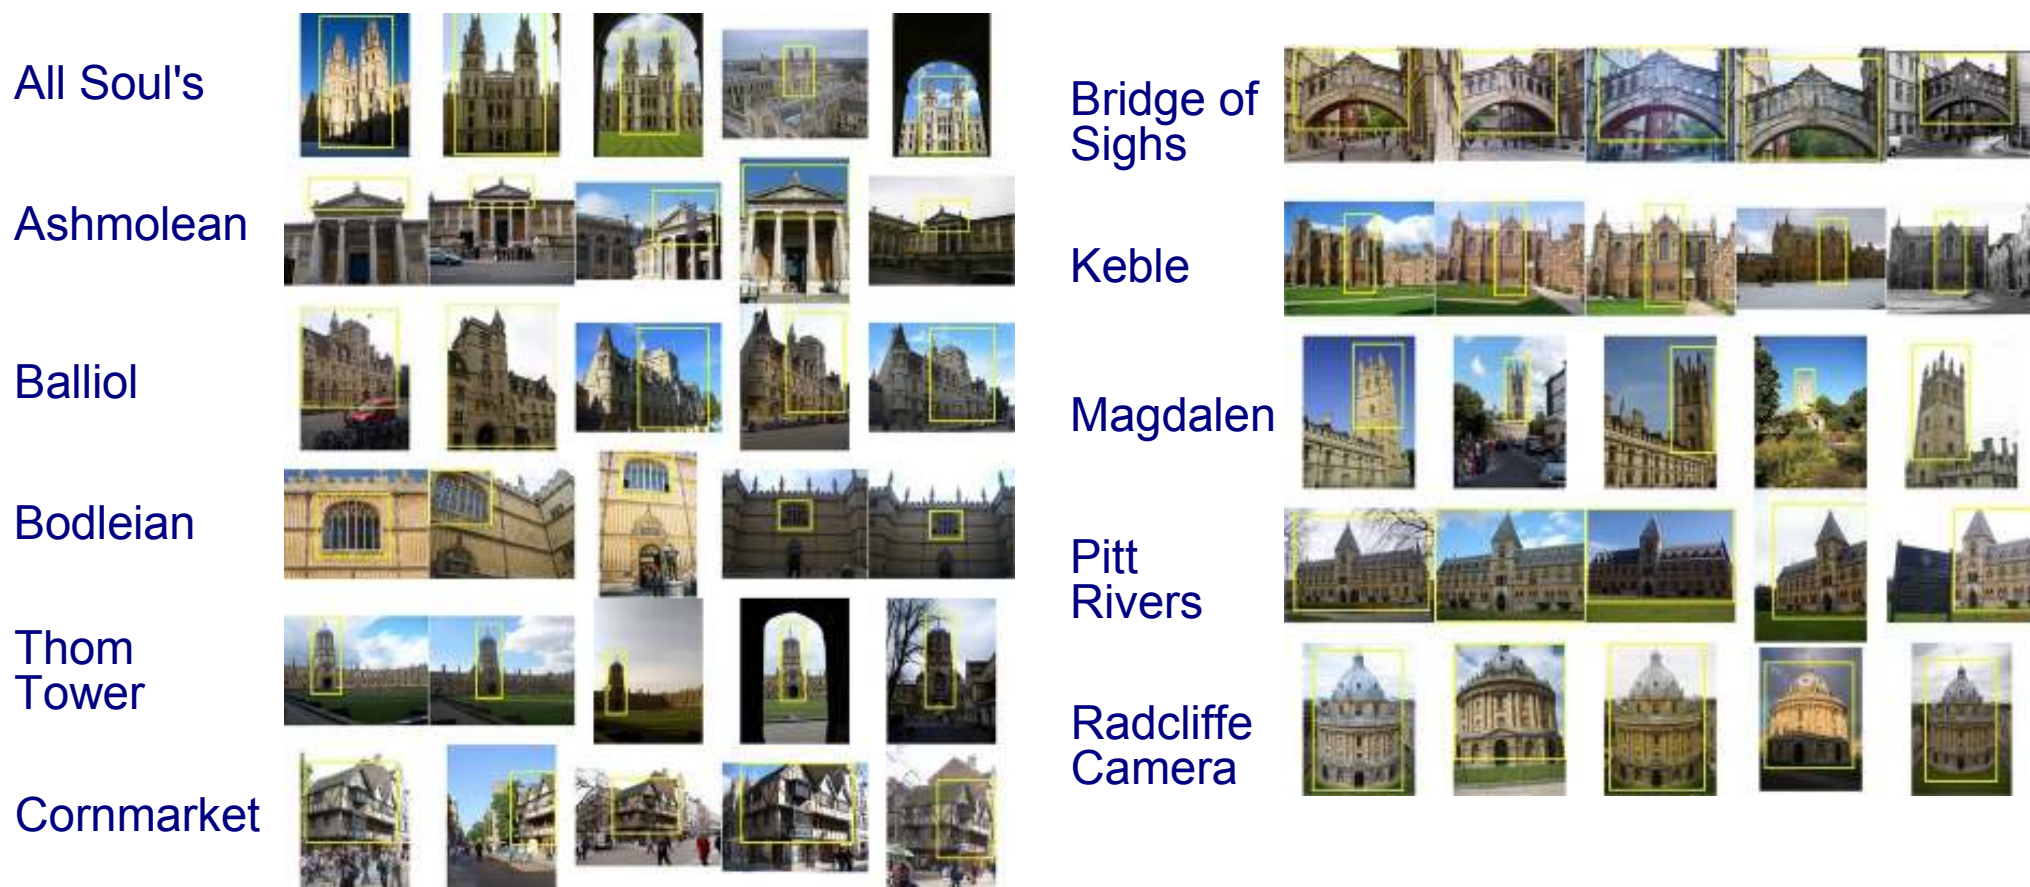 All Soul's
Ashmolean
Balliol
Bodleian
Thom
Tower
Cornmarket
Bridge of
Sighs
Keble
Magdalen
Pitt
Rivers
Radcliffe
Camera